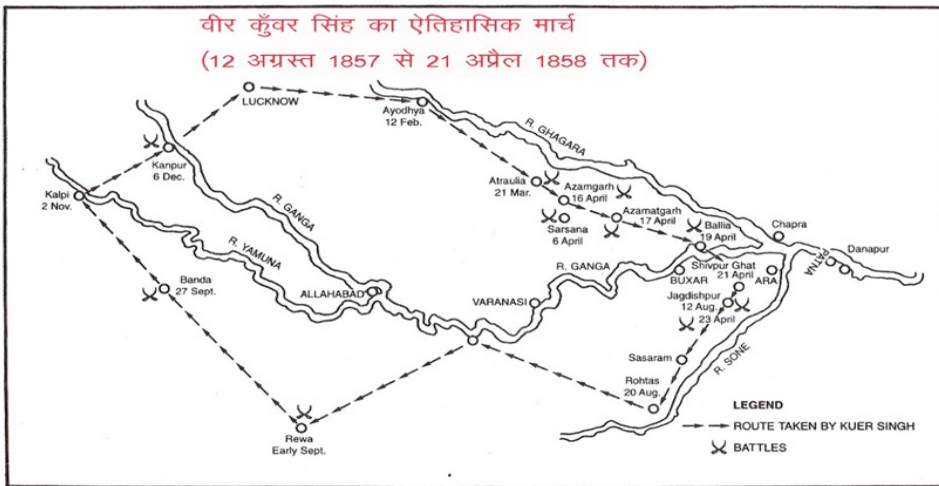 वीर कुँवर सिंह का ऐतिहासिक मार्च
(12 अग्रस्त 1857 से 21 अप्रैल 1858 तक)
LUCKNOW
Ayodhya
12 Feb.
R. GHAGARA
Kanpur
6 Dec.
Kalpi
2 Nov.
R. GANGA
R. YAMUNA
Atraulia
21 Mar.
Azamgarh
16 April
Sarsana
6 April
Azamatgarh
17 April
Ballia
19 April
Chapra
PATNA
Danapur
Banda
27 Sept.
ALLAHABAD
VARANASI
R. GANGA
BUXAR
Shivpur Ghat
21 April
ARA
Jagdishpur
12 Aug.
23 April
Sasaram
R. SONE
Rohtas
20 Aug.
Rewa
Early Sept.
LEGEND
ROUTE TAKEN BY KUER SINGH
BATTLES